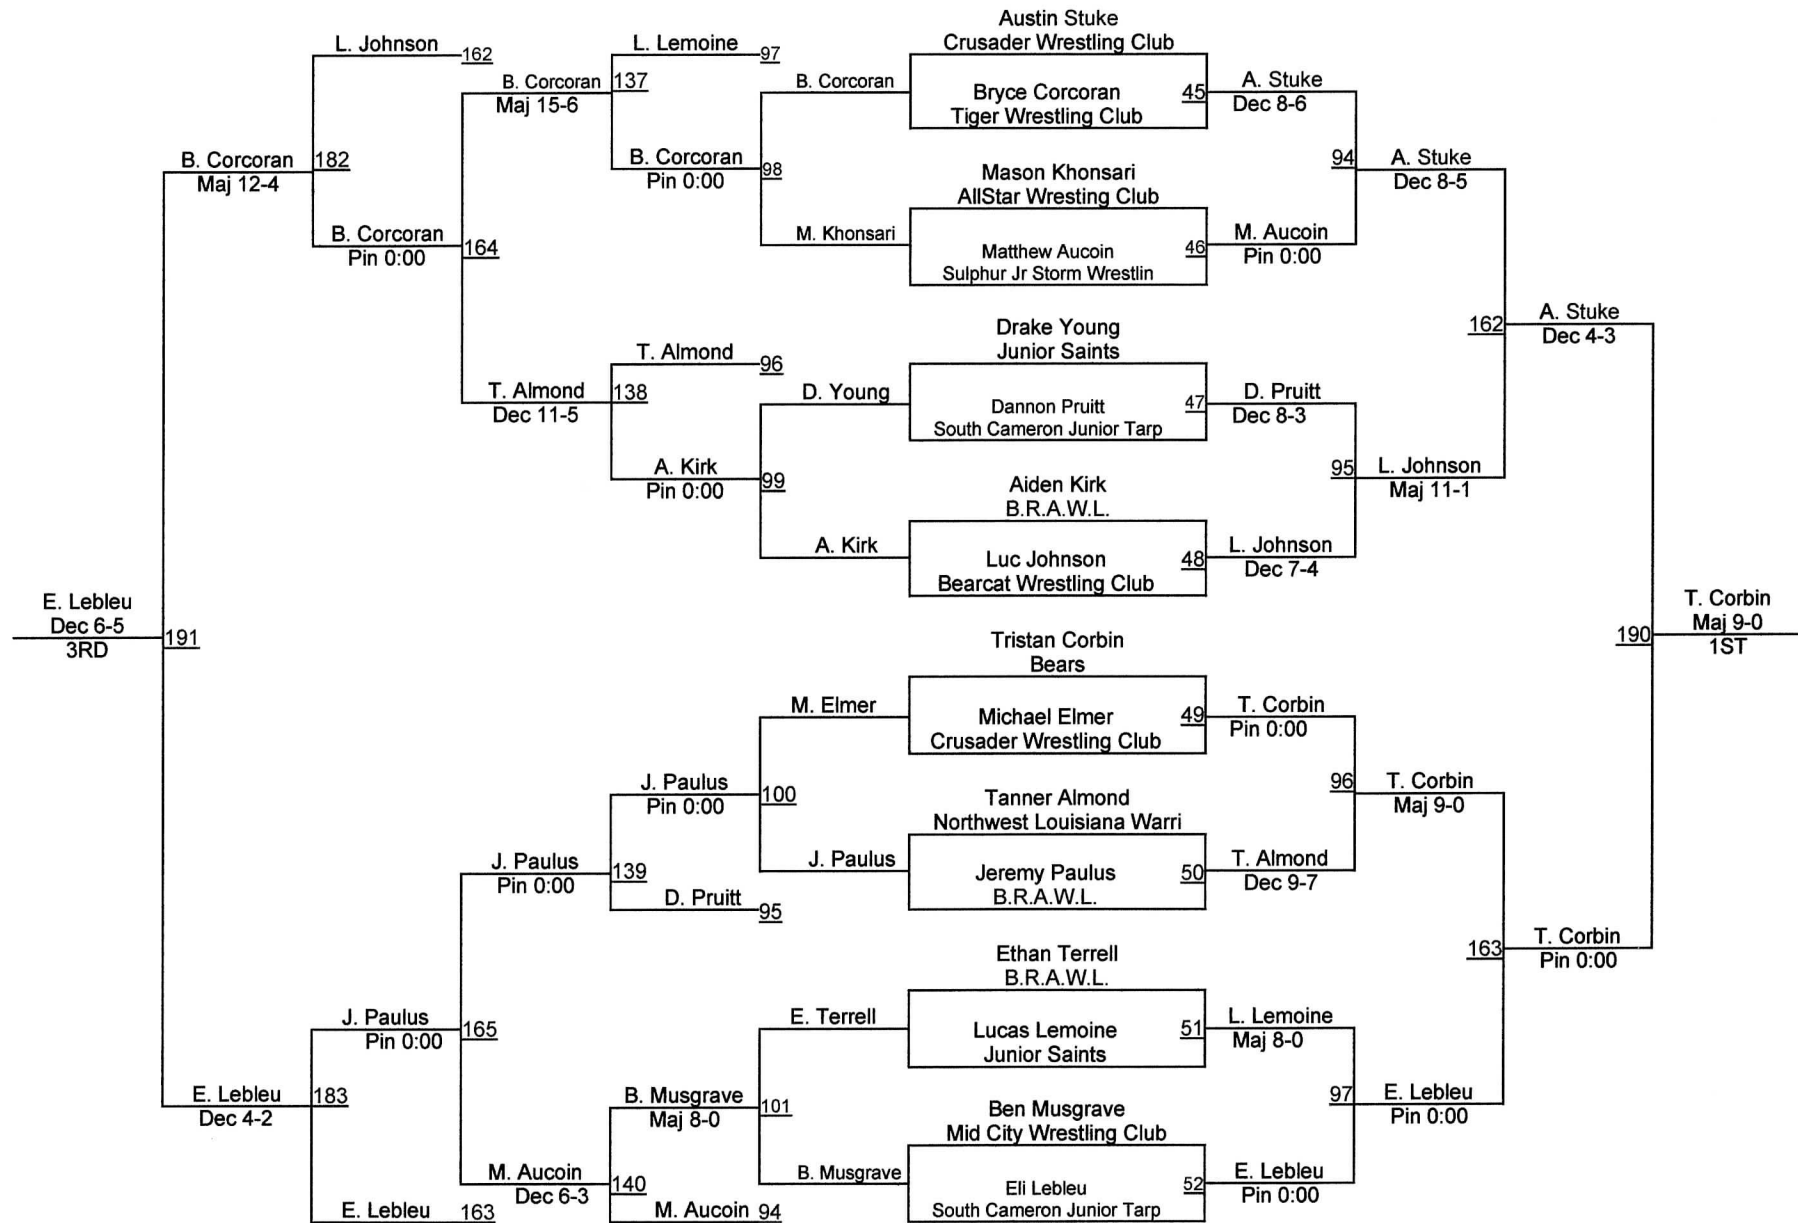 Austin Stuke
L. Johnson
L. Lemoine
Crusader Wrestling Club
162
97
B. Corcoran
137
B. Corcoran
A. Stuke
Maj 15-6
Bryce Corcoran
45
Dec 8-6
Tiger Wrestling Club
B. Corcoran
182
B. Corcoran
94
A. Stuke
Maj 12-4
Pin 0:00
98
Mason Khonsari
Dec 8-5
AllStar Wresting Club
B. Corcoran
164
M. Khonsari
M. Aucoin
Pin 0:00
Matthew Aucoin
46
Pin 0:00
Sulphur Jr Storm Wrestlin
Drake Young
162
A. Stuke
T. Almond
Junior Saints
Dec 4-3
96
T. Almond
138
D. Young
D. Pruitt
Dec 11-5
Dannon Pruitt
47
Dec 8-3
South Cameron Junior Tarp
A. Kirk
95
L. Johnson
Pin 0:00
99
Aiden Kirk
Maj 11-1
B.R.A.W.L.
A. Kirk
L. Johnson
Luc Johnson
48
Dec 7-4
Bearcat Wrestling Club
E. Lebleu
T. Corbin
Dec 6-5
191
190
Maj 9-0
3RD
1ST
Tristan Corbin
Bears
M. Elmer
T. Corbin
Michael Elmer
49
Pin 0:00
Crusader Wrestling Club
J. Paulus
100
96
T. Corbin
Pin 0:00
Tanner Almond
Maj 9-0
Northwest Louisiana Warri
J. Paulus
139
J. Paulus
T. Almond
Pin 0:00
Jeremy Paulus
50
Dec 9-7
B.R.A.W.L.
D. Pruitt
95
Ethan Terrell
163
T. Corbin
B.R.A.W.L.
Pin 0:00
J. Paulus
165
E. Terrell
L. Lemoine
Pin 0:00
Lucas Lemoine
51
Maj 8-0
Junior Saints
E. Lebleu
183
B. Musgrave
101
97
E. Lebleu
Dec 4-2
Maj 8-0
Ben Musgrave
Pin 0:00
Mid City Wrestling Club
M. Aucoin
140
B. Musgrave
E. Lebleu
Dec 6-3
Eli Lebleu
52
Pin 0:00
South Cameron Junior Tarp
E. Lebleu
163
M. Aucoin
94